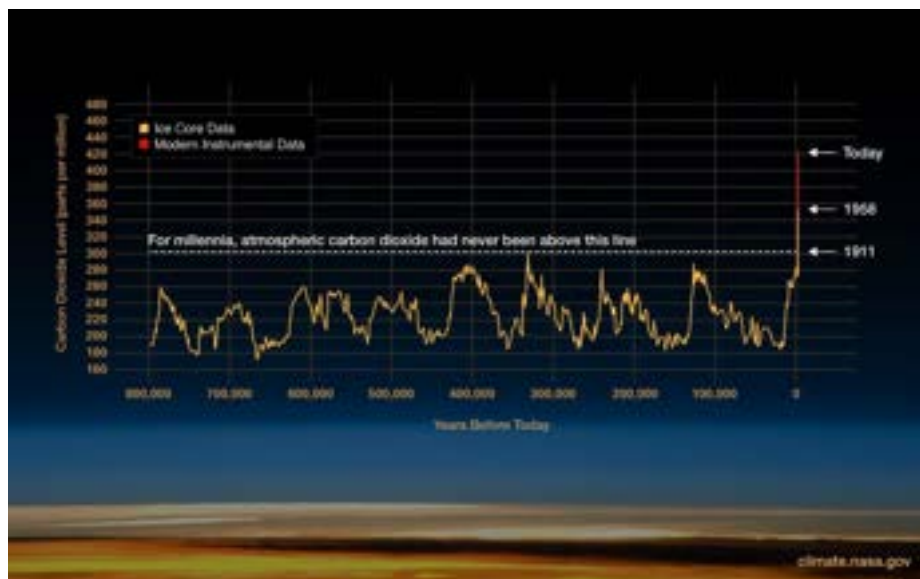 480
460
440
420
400
380
360
340
320
300
280
260
240
220
200
180
160
Carbon Dioxide Level (parts per million)
Ice Core Data
Modern Instrumental Data
For millennia, atmospheric carbon dioxide had never been above this line
Today
1958
1911
800,000 700,000 600,000 500,000 400,000 300,000 200,000 100,000 0
Years Before Today
climate.nasa.gov